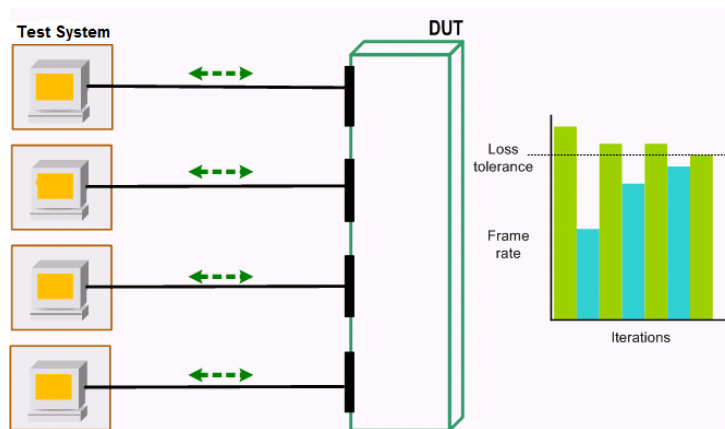 Test System
DUT
Loss
tolerance
Frame
rate
Iterations